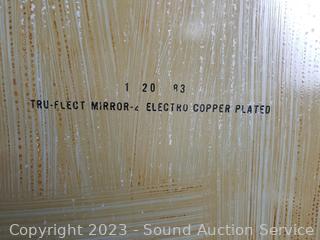 1 20 83
TRU-FLECT MIRROR-2 ELECTRO COPPER PLATED
Copyright 2023 - Sound Auction Service